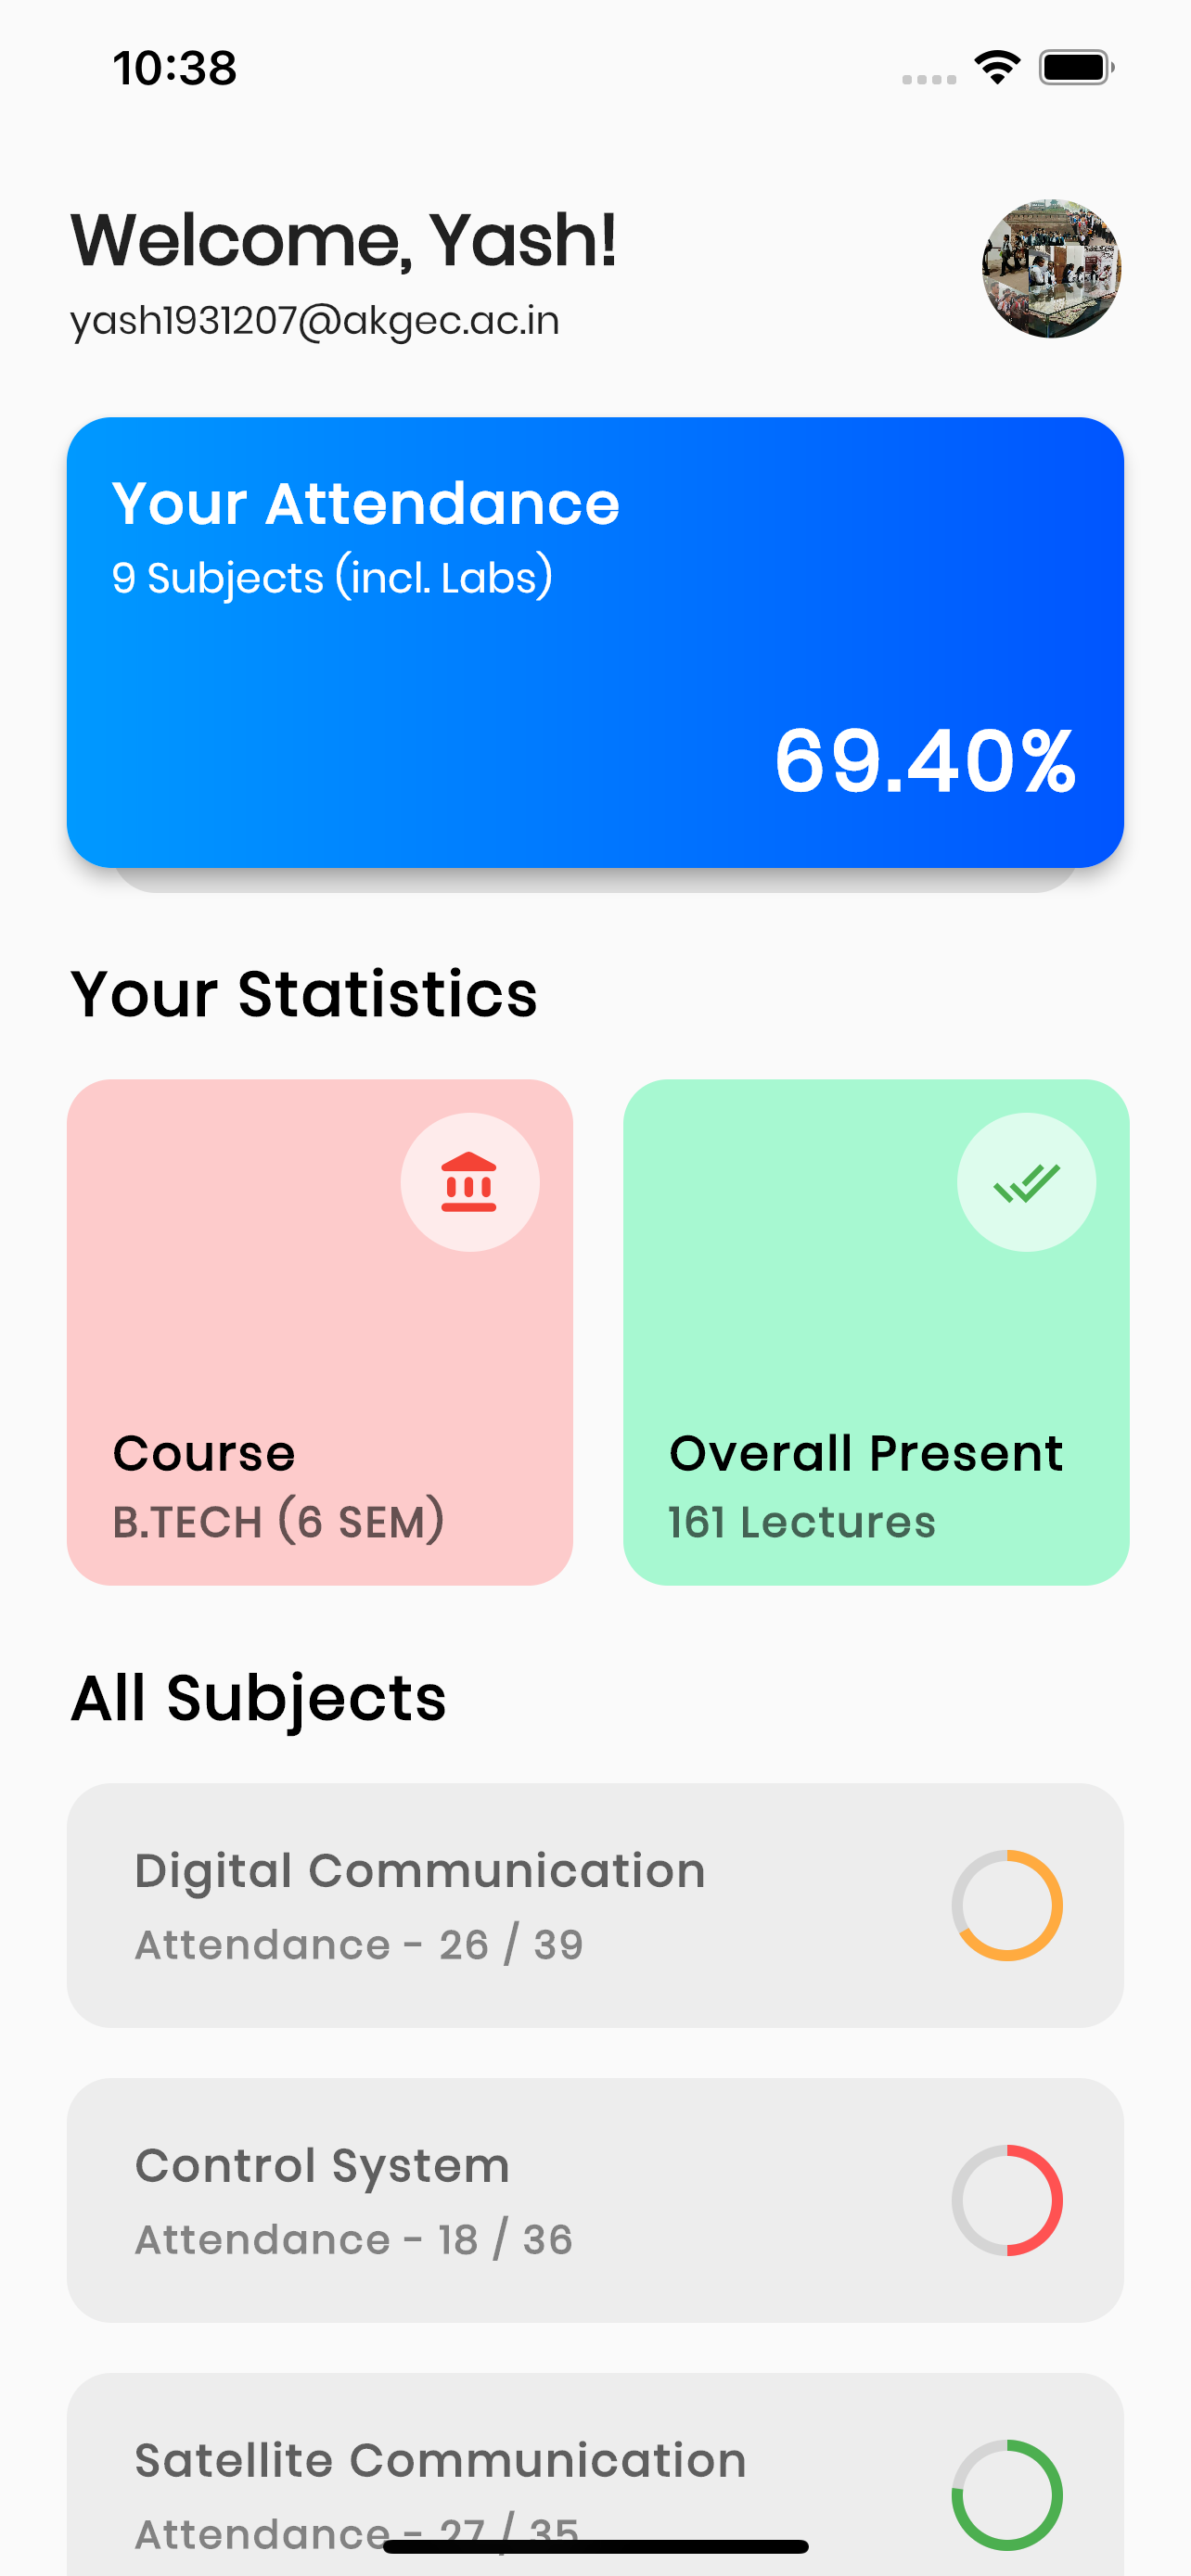 10:38
Welcome, Yash!
yash1931207@akgec.ac.in
Your Attendance
9 Subjects (incl. Labs)
69.40%
Your Statistics
Course
B.TECH (6 SEM)
Overall Present
161 Lectures
All Subjects
Digital Communication
Attendance - 26 / 39
Control System
Attendance - 18 / 36
Satellite Communication
Attendance - 27 / 35